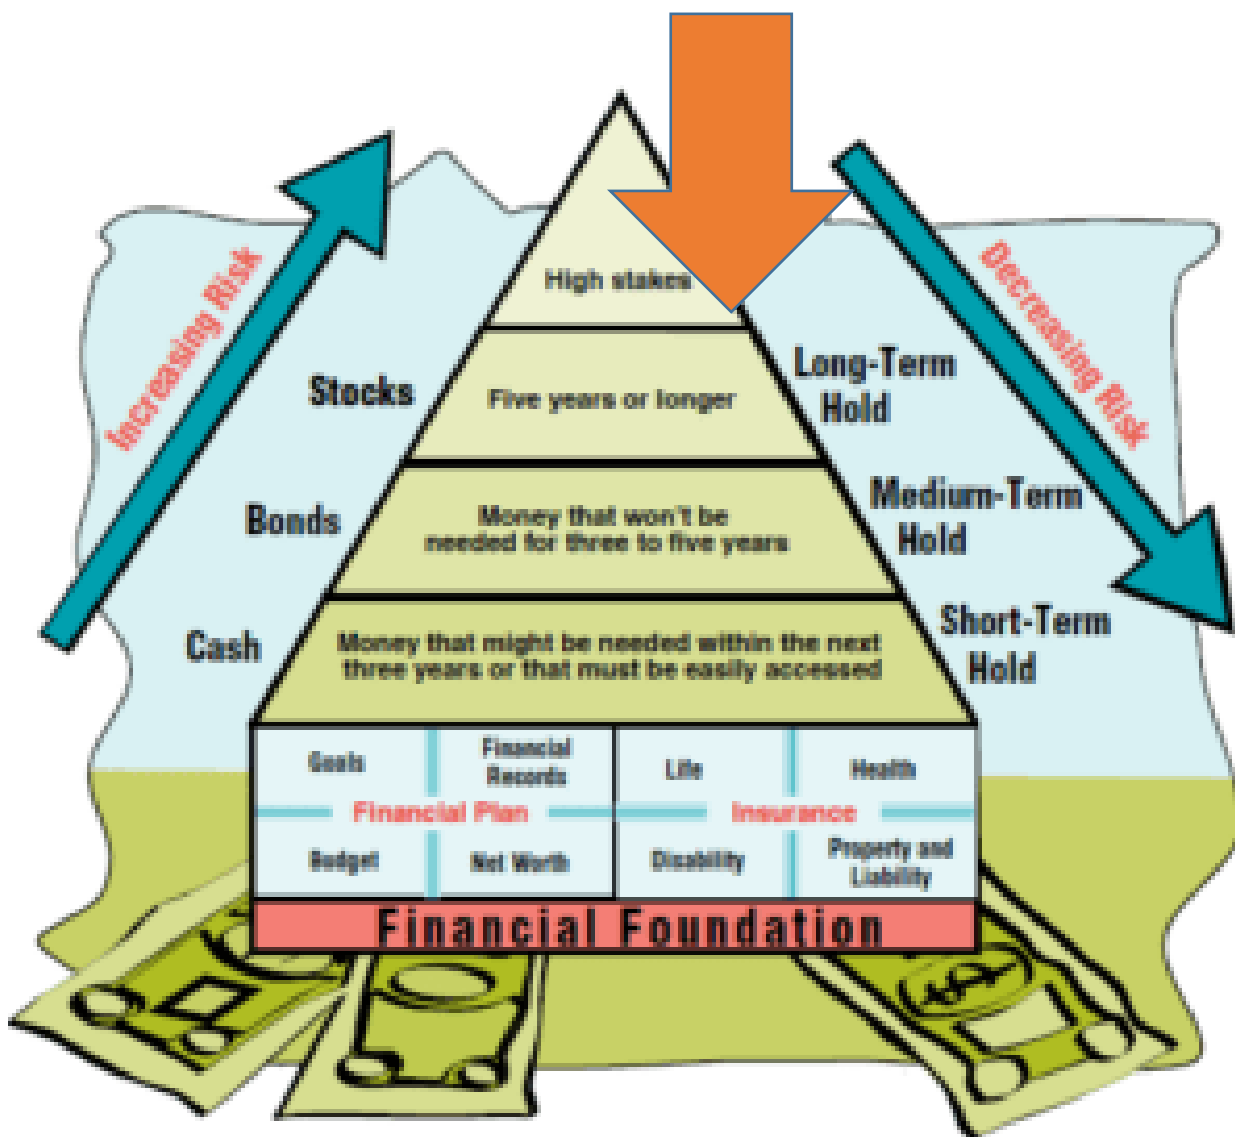 Increasing Risk
Decreasing Risk
High stakes
Stocks
Five years or longer
Long-Term
Hold
Bonds
Money that won't be
needed for three to five years
Medium-Term
Hold
Cash
Money that might be needed within the next
three years or that must be easily accessed
Short-Term
Hold
Goals
Financial
Records
Life
Health
Financial Plan
Insurance
Budget
Net Worth
Disability
Property and
Liability
Financial Foundation
$